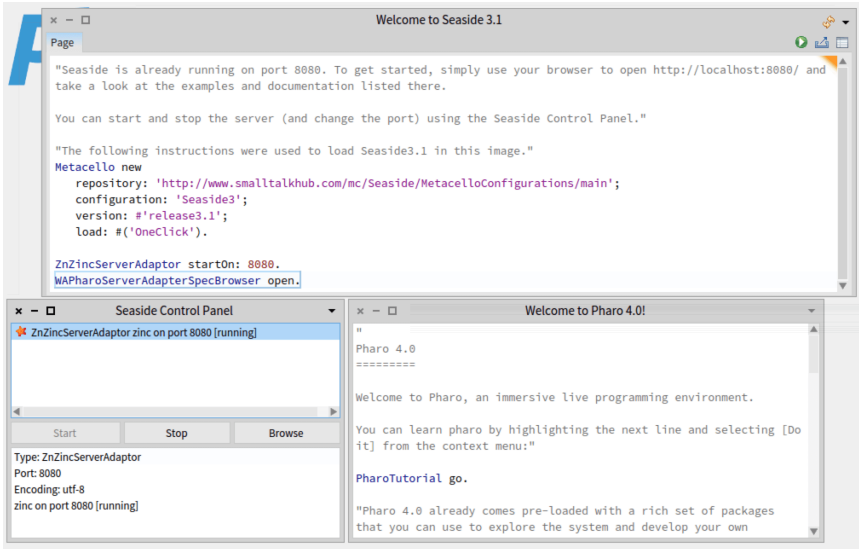 Welcome to Seaside 3.1
Page
"Seaside is already running on port 8080. To get started, simply use your browser to open http://localhost:8080/ and
take a look at the examples and documentation listed there.
You can start and stop the server (and change the port) using the Seaside Control Panel."
"The following instructions were used to load Seaside3.1 in this image."
Metacello new
repository: 'http://www.smalltalkhub.com/mc/Seaside/MetacelloConfigurations/main';
configuration: 'Seaside3';
version: #'release3.1';
load: #('OneClick').
ZnZincServerAdaptor startOn: 8080.
WAPharoServerAdapterSpecBrowser open.
Seaside Control Panel
ZnZincServerAdaptor zinc on port 8080 [running]
Start
Stop
Browse
Type: ZnZincServerAdaptor
Port: 8080
Encoding: utf-8
zinc on port 8080 [running]
Welcome to Pharo 4.0!
"
Pharo 4.0
=========
Welcome to Pharo, an immersive live programming environment.
You can learn pharo by highlighting the next line and selecting [Do
it] from the context menu:"
PharoTutorial go.
"Pharo 4.0 already comes pre-loaded with a rich set of packages
that you can use to explore the system and develop your own